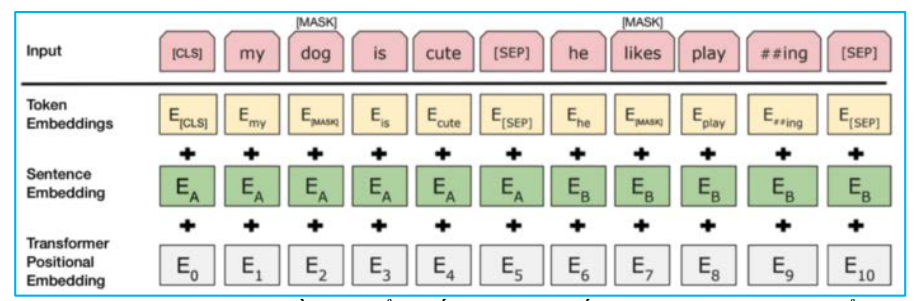 [MASK] [MASK]
Input [CLS] my dog is cute [SEP] he likes play ##ing [SEP]
Token
Embeddings E[CLS] Emy E[MASK] Eis Ecute E[SEP] Ehe E[MASK] Eplay E##ing E[SEP]
+ + + + + + + + + + +
Sentence
Embedding EA EA EA EA EA EA EB EB EB EB EB
+ + + + + + + + + + +
Transformer
Positional
Embedding E0 E1 E2 E3 E4 E5 E6 E7 E8 E9 E10